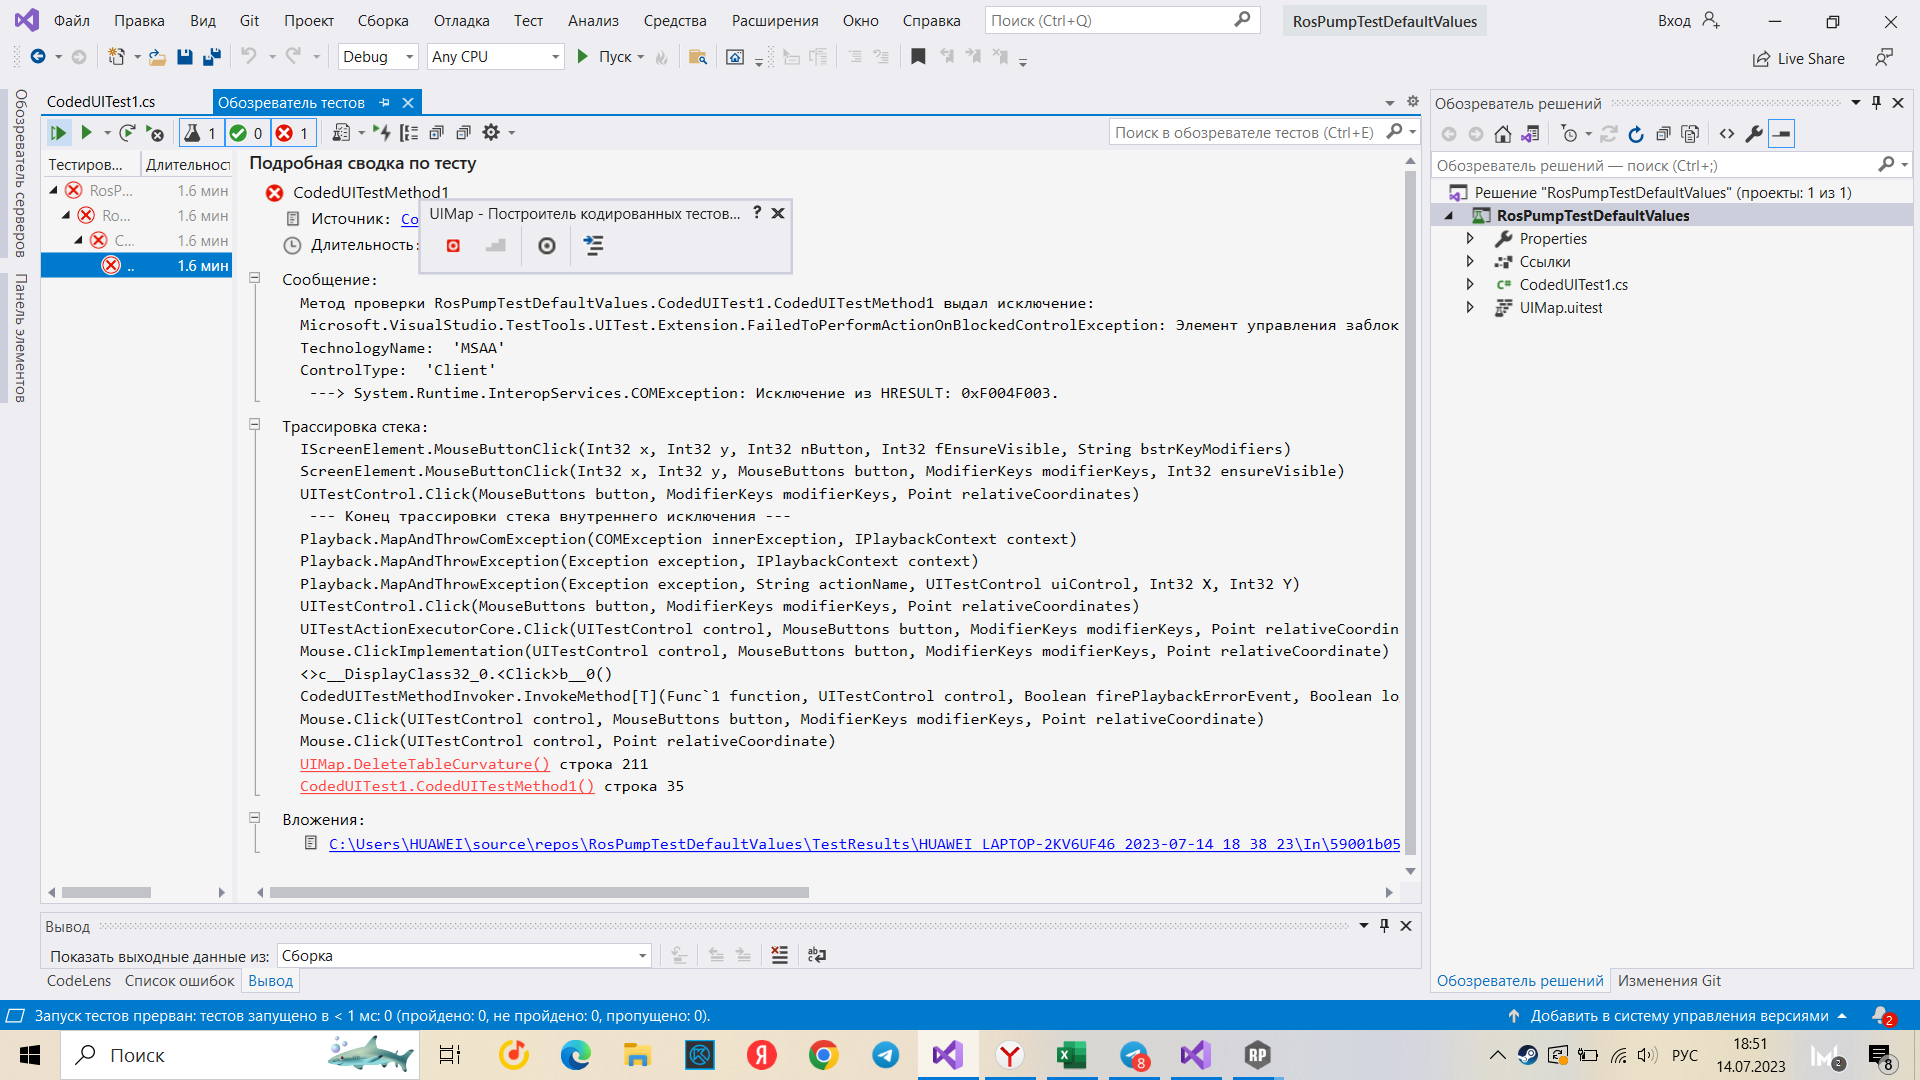 Файл Правка Вид Git Проект Сборка Отладка Тест Анализ Средства Расширения Окно Справка Поиск (Ctrl+Q) RosPumpTestDefaultValues Вход
Debug Any CPU Пуск Live Share
Обозреватель серверов
Панель элементов
CodedUITest1.cs Обозреватель тестов
1 0 1 Поиск в обозревателе тестов (Ctrl+E)
Тестиров... Длительност
RosP... 1.6 мин
Ro... 1.6 мин
C... 1.6 мин
.. 1.6 мин
Подробная сводка по тесту
CodedUITestMethod1
Источник: Co
Длительность:
UIMap - Построитель кодированных тестов... ?
Сообщение:
Метод проверки RosPumpTestDefaultValues.CodedUITest1.CodedUITestMethod1 выдал исключение:
Microsoft.VisualStudio.TestTools.UITest.Extension.FailedToPerformActionOnBlockedControlException: Элемент управления заблок
TechnologyName: 'MSAA'
ControlType: 'Client'
---> System.Runtime.InteropServices.COMException: Исключение из HRESULT: 0xF004F003.
Трассировка стека:
IScreenElement.MouseButtonClick(Int32 x, Int32 y, Int32 nButton, Int32 fEnsureVisible, String bstrKeyModifiers)
ScreenElement.MouseButtonClick(Int32 x, Int32 y, MouseButtons button, ModifierKeys modifierKeys, Int32 ensureVisible)
UITestControl.Click(MouseButtons button, ModifierKeys modifierKeys, Point relativeCoordinates)
--- Конец трассировки стека внутреннего исключения ---
Playback.MapAndThrowComException(COMException innerException, IPlaybackContext context)
Playback.MapAndThrowException(Exception exception, IPlaybackContext context)
Playback.MapAndThrowException(Exception exception, String actionName, UITestControl uiControl, Int32 X, Int32 Y)
UITestControl.Click(MouseButtons button, ModifierKeys modifierKeys, Point relativeCoordinates)
UITestActionExecutorCore.Click(UITestControl control, MouseButtons button, ModifierKeys modifierKeys, Point relativeCoordin
Mouse.ClickImplementation(UITestControl control, MouseButtons button, ModifierKeys modifierKeys, Point relativeCoordinate)
<>c__DisplayClass32_0.<Click>b__0()
CodedUITestMethodInvoker.InvokeMethod[T](Func`1 function, UITestControl control, Boolean firePlaybackErrorEvent, Boolean lo
Mouse.Click(UITestControl control, MouseButtons button, ModifierKeys modifierKeys, Point relativeCoordinate)
Mouse.Click(UITestControl control, Point relativeCoordinate)
UIMap.DeleteTableCurvature() строка 211
CodedUITest1.CodedUITestMethod1() строка 35
Вложения:
C:\Users\HUAWEI\source\repos\RosPumpTestDefaultValues\TestResults\HUAWEI_LAPTOP-2KV6UF46_2023-07-14_18_38_23\In\59001b05
Вывод
Показать выходные данные из: Сборка
CodeLens Список ошибок Вывод
Обозреватель решений
Обозреватель решений — поиск (Ctrl+;)
Решение "RosPumpTestDefaultValues" (проекты: 1 из 1)
RosPumpTestDefaultValues
Properties
Ссылки
C# CodedUITest1.cs
UIMap.uitest
Обозреватель решений Изменения Git
Запуск тестов прерван: тестов запущено в < 1 мс: 0 (пройдено: 0, не пройдено: 0, пропущено: 0). Добавить в систему управления версиями 2
Поиск Я Y 8 RP РУС 18:51
14.07.2023 2 8